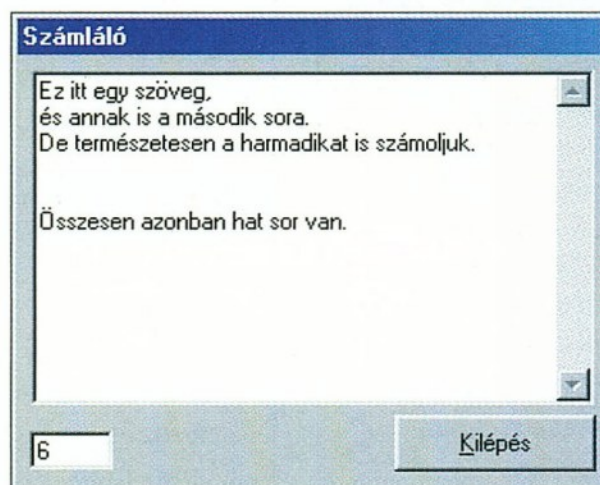 Számláló
Ez itt egy szöveg,
és annak is a második sora.
De természetesen a harmadikat is számoljuk.
Összesen azonban hat sor van.
6
Kilépés